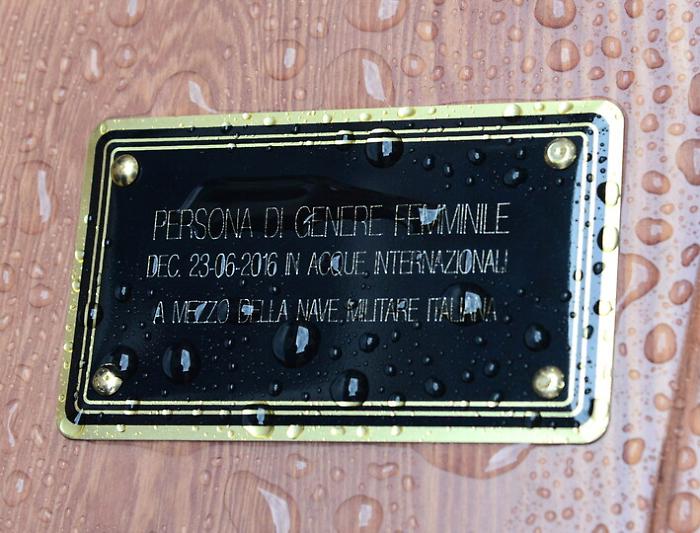 PERSONA DI GENERE FEMMINILE
DEC. 23-06-2016 IN ACQUE INTERNAZIONALI
A MEZZO DELLA NAVE MILITARE ITALIANA